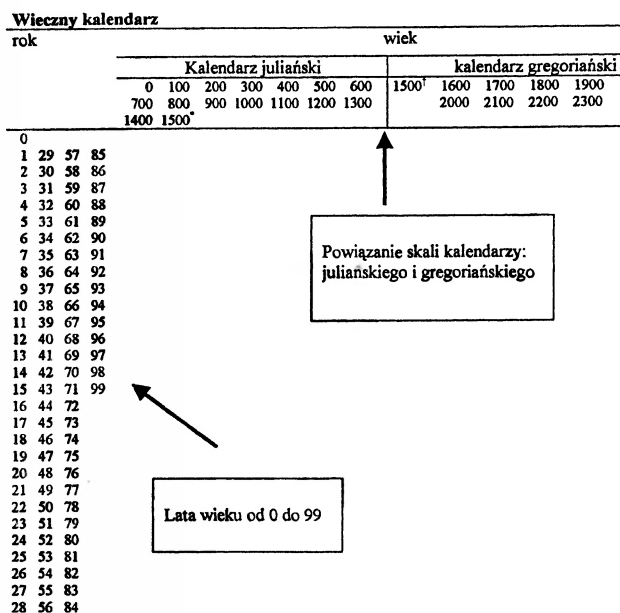 Wieczny kalendarz
rok wiek
Kalendarz juliański kalendarz gregoriański
0 100 200 300 400 500 600 1500† 1600 1700 1800 1900
700 800 900 1000 1100 1200 1300 2000 2100 2200 2300
1400 1500*
0
1 29 57 85
2 30 58 86
3 31 59 87
4 32 60 88
5 33 61 89
6 34 62 90
7 35 63 91
8 36 64 92
9 37 65 93
10 38 66 94
11 39 67 95
12 40 68 96
13 41 69 97
14 42 70 98
15 43 71 99
16 44 72
17 45 73
18 46 74
19 47 75
20 48 76
21 49 77
22 50 78
23 51 79
24 52 80
25 53 81
26 54 82
27 55 83
28 56 84
Powiązanie skali kalendarzy:
juliańskiego i gregoriańskiego
Lata wieku od 0 do 99